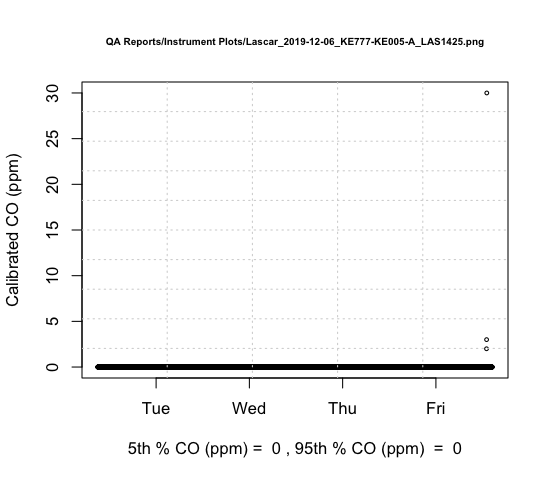 QA Reports/Instrument Plots/Lascar_2019-12-06_KE777-KE005-A_LAS1425.png
30
25
20
15
10
5
0
Calibrated CO (ppm)
Tue Wed Thu Fri
5th % CO (ppm) = 0 , 95th % CO (ppm) = 0